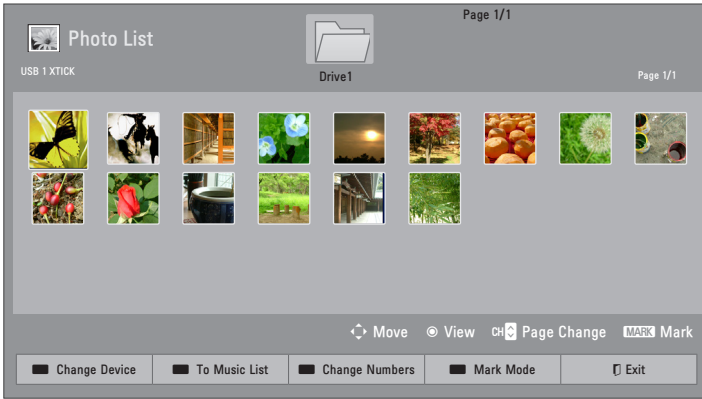 Page 1/1
Photo List
USB 1 XTICK
Drive1
Page 1/1
Move
View
CH
Page Change
MARK
Mark
Change Device
To Music List
Change Numbers
Mark Mode
Exit